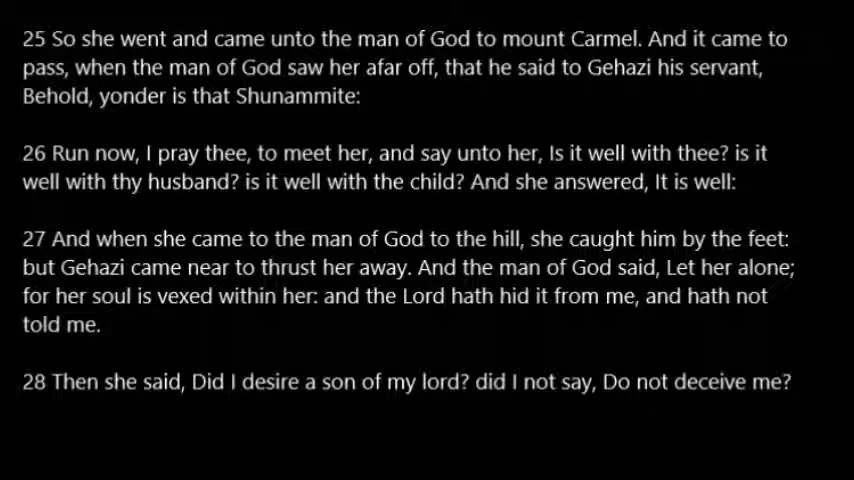 25 So she went and came unto the man of God to mount Carmel. And it came to
pass, when the man of God saw her afar off, that he said to Gehazi his servant,
Behold, yonder is that Shunammite:
26 Run now, I pray thee, to meet her, and say unto her, Is it well with thee? is it
well with thy husband? is it well with the child? And she answered, It is well:
27 And when she came to the man of God to the hill, she caught him by the feet:
but Gehazi came near to thrust her away. And the man of God said, Let her alone;
for her soul is vexed within her: and the Lord hath hid it from me, and hath not
told me.
28 Then she said, Did I desire a son of my lord? did I not say, Do not deceive me?